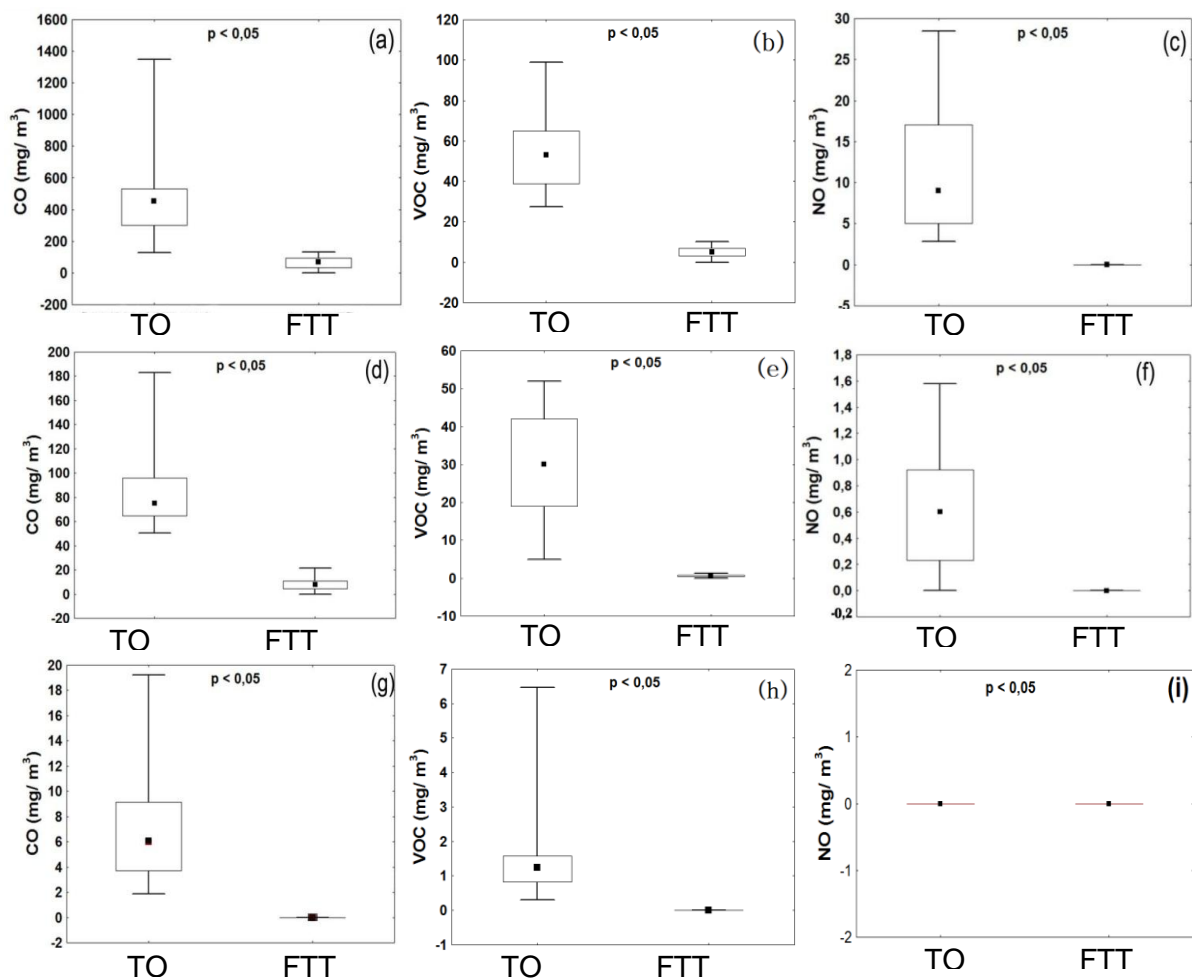 1600
1400
1200
1000
800
600
400
200
0
-200
CO (mg/ m³)
p < 0,05
(a)
TO FTT
120
100
80
60
40
20
0
-20
VOC (mg/ m³)
p < 0,05
(b)
TO FTT
30
25
20
15
10
5
0
-5
NO (mg/ m³)
p < 0,05
(c)
TO FTT
200
180
160
140
120
100
80
60
40
20
0
-20
CO (mg/ m³)
p < 0,05
(d)
TO FTT
60
50
40
30
20
10
0
-10
VOC (mg/ m³)
p < 0,05
(e)
TO FTT
1,8
1,6
1,4
1,2
1,0
0,8
0,6
0,4
0,2
0,0
-0,2
NO (mg/ m³)
p < 0,05
(f)
TO FTT
20
18
16
14
12
10
8
6
4
2
0
-2
CO (mg/ m³)
p < 0,05
(g)
TO FTT
7
6
5
4
3
2
1
0
-1
VOC (mg/ m³)
p < 0,05
(h)
TO FTT
2
1
0
-1
-2
NO (mg/ m³)
p < 0,05
(i)
TO FTT